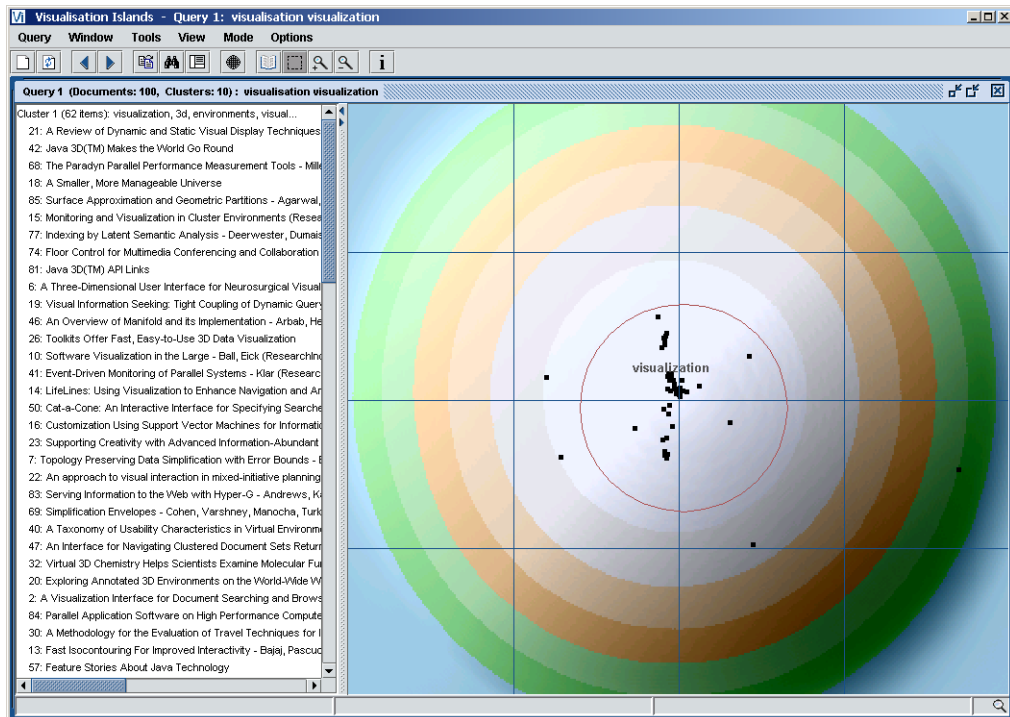 Vi Visualisation Islands - Query 1: visualisation visualization
Query Window Tools View Mode Options
i
Query 1 (Documents: 100, Clusters: 10) : visualisation visualization
Cluster 1 (62 items): visualization, 3d, environments, visual...
21: A Review of Dynamic and Static Visual Display Techniques
42: Java 3D(TM) Makes the World Go Round
68: The Paradyn Parallel Performance Measurement Tools - Mille
18: A Smaller, More Manageable Universe
85: Surface Approximation and Geometric Partitions - Agarwal,
15: Monitoring and Visualization in Cluster Environments (Resea
77: Indexing by Latent Semantic Analysis - Deerwester, Dumais
74: Floor Control for Multimedia Conferencing and Collaboration
81: Java 3D(TM) API Links
6: A Three-Dimensional User Interface for Neurosurgical Visual
19: Visual Information Seeking: Tight Coupling of Dynamic Query
46: An Overview of Manifold and its Implementation - Arbab, He
26: Toolkits Offer Fast, Easy-to-Use 3D Data Visualization
10: Software Visualization in the Large - Ball, Eick (ResearchInd
41: Event-Driven Monitoring of Parallel Systems - Klar (Researc
14: LifeLines: Using Visualization to Enhance Navigation and An
50: Cat-a-Cone: An Interactive Interface for Specifying Searche
16: Customization Using Support Vector Machines for Informatio
23: Supporting Creativity with Advanced Information-Abundant
7: Topology Preserving Data Simplification with Error Bounds - B
22: An approach to visual interaction in mixed-initiative planning
83: Serving Information to the Web with Hyper-G - Andrews, Ka
69: Simplification Envelopes - Cohen, Varshney, Manocha, Turk
40: A Taxonomy of Usability Characteristics in Virtual Environme
47: An Interface for Navigating Clustered Document Sets Return
32: Virtual 3D Chemistry Helps Scientists Examine Molecular Fun
20: Exploring Annotated 3D Environments on the World-Wide W
2: A Visualization Interface for Document Searching and Brows
84: Parallel Application Software on High Performance Compute
30: A Methodology for the Evaluation of Travel Techniques for I
13: Fast Isocontouring For Improved Interactivity - Bajaj, Pascuc
57: Feature Stories About Java Technology
visualization